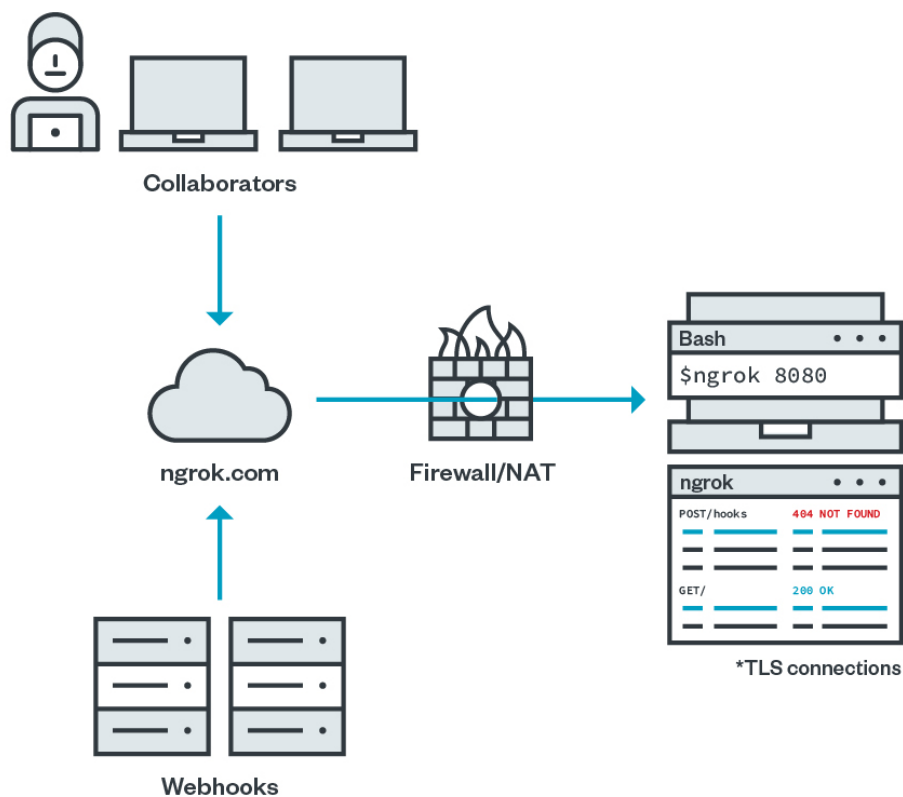 Collaborators
ngrok.com
Firewall/NAT
Bash
$ngrok 8080
ngrok
POST/hooks 404 NOT FOUND
GET/ 200 OK
*TLS connections
Webhooks